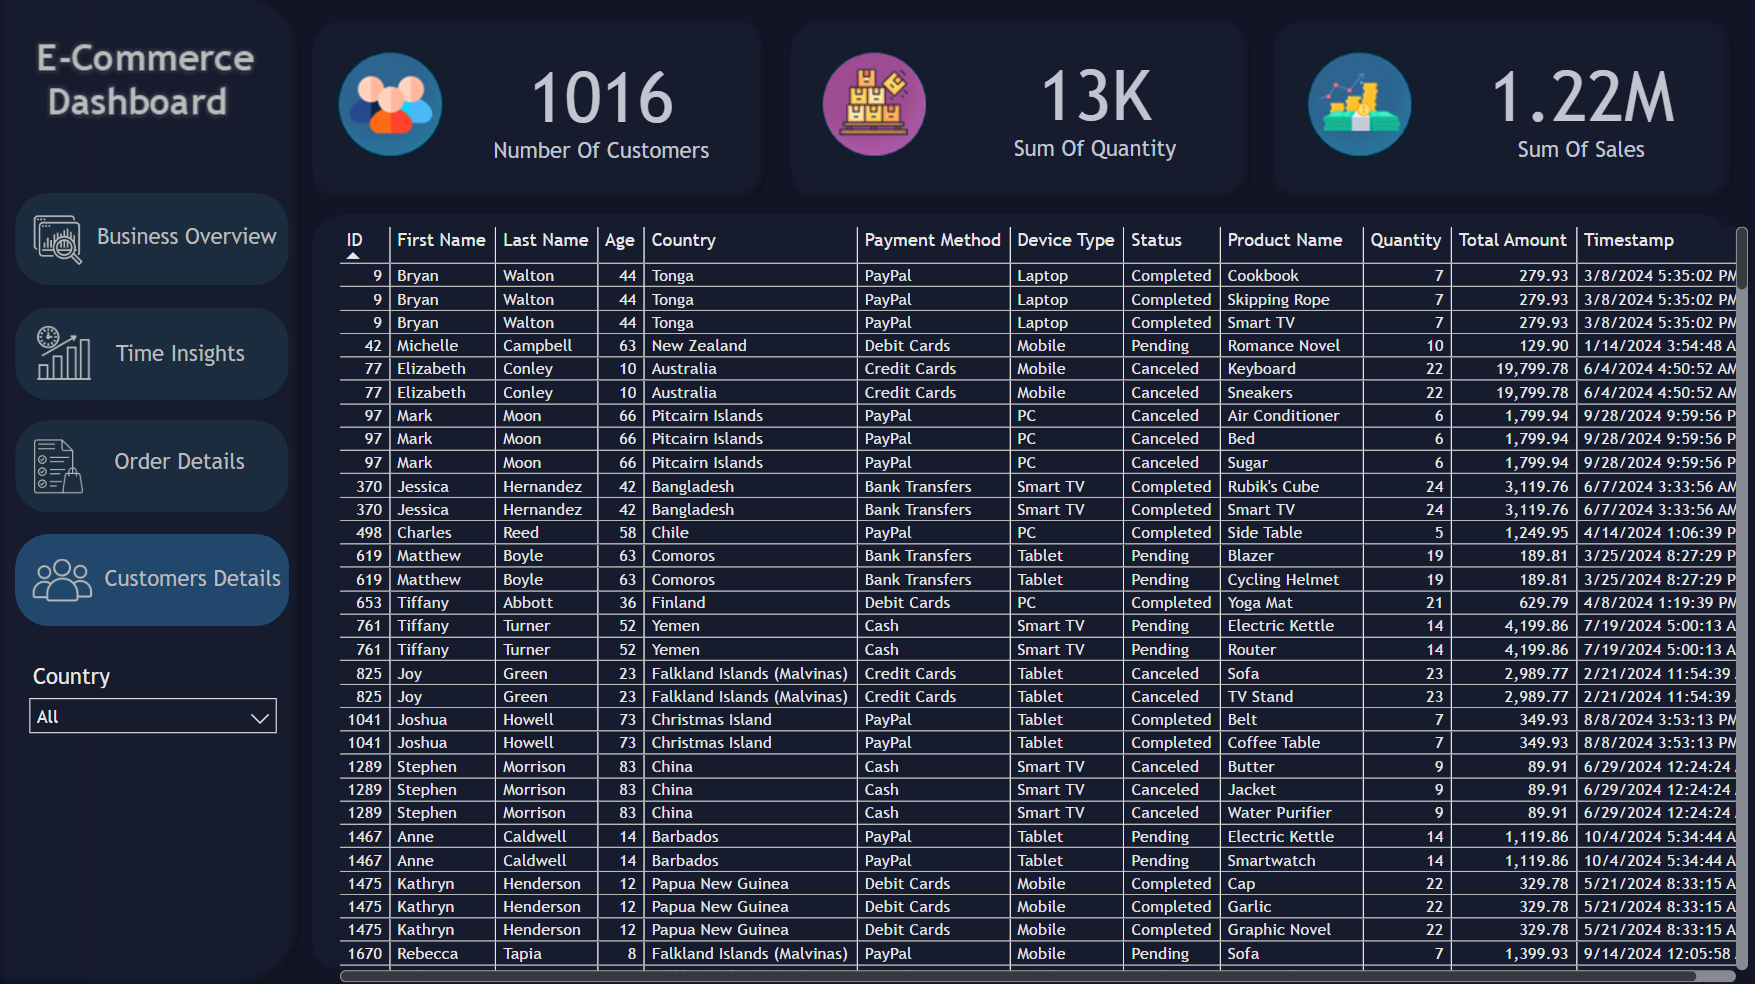 E-Commerce
Dashboard
1016
Number Of Customers
13K
Sum Of Quantity
1.22M
Sum Of Sales
Business Overview
Time Insights
Order Details
Customers Details
Country
All
ID First Name Last Name Age Country Payment Method Device Type Status Product Name Quantity Total Amount Timestamp
9 Bryan Walton 44 Tonga PayPal Laptop Completed Cookbook 7 279.93 3/8/2024 5:35:02 PM
9 Bryan Walton 44 Tonga PayPal Laptop Completed Skipping Rope 7 279.93 3/8/2024 5:35:02 PM
9 Bryan Walton 44 Tonga PayPal Laptop Completed Smart TV 7 279.93 3/8/2024 5:35:02 PM
42 Michelle Campbell 63 New Zealand Debit Cards Mobile Pending Romance Novel 10 129.90 1/14/2024 3:54:48 A
77 Elizabeth Conley 10 Australia Credit Cards Mobile Canceled Keyboard 22 19,799.78 6/4/2024 4:50:52 AM
77 Elizabeth Conley 10 Australia Credit Cards Mobile Canceled Sneakers 22 19,799.78 6/4/2024 4:50:52 AM
97 Mark Moon 66 Pitcairn Islands PayPal PC Canceled Air Conditioner 6 1,799.94 9/28/2024 9:59:56 P
97 Mark Moon 66 Pitcairn Islands PayPal PC Canceled Bed 6 1,799.94 9/28/2024 9:59:56 P
97 Mark Moon 66 Pitcairn Islands PayPal PC Canceled Sugar 6 1,799.94 9/28/2024 9:59:56 P
370 Jessica Hernandez 42 Bangladesh Bank Transfers Smart TV Completed Rubik's Cube 24 3,119.76 6/7/2024 3:33:56 AM
370 Jessica Hernandez 42 Bangladesh Bank Transfers Smart TV Completed Smart TV 24 3,119.76 6/7/2024 3:33:56 AM
498 Charles Reed 58 Chile PayPal PC Completed Side Table 5 1,249.95 4/14/2024 1:06:39 P
619 Matthew Boyle 63 Comoros Bank Transfers Tablet Pending Blazer 19 189.81 3/25/2024 8:27:29 P
619 Matthew Boyle 63 Comoros Bank Transfers Tablet Pending Cycling Helmet 19 189.81 3/25/2024 8:27:29 P
653 Tiffany Abbott 36 Finland Debit Cards PC Completed Yoga Mat 21 629.79 4/8/2024 1:19:39 PM
761 Tiffany Turner 52 Yemen Cash Smart TV Pending Electric Kettle 14 4,199.86 7/19/2024 5:00:13 A
761 Tiffany Turner 52 Yemen Cash Smart TV Pending Router 14 4,199.86 7/19/2024 5:00:13 A
825 Joy Green 23 Falkland Islands (Malvinas) Credit Cards Tablet Canceled Sofa 23 2,989.77 2/21/2024 11:54:39
825 Joy Green 23 Falkland Islands (Malvinas) Credit Cards Tablet Canceled TV Stand 23 2,989.77 2/21/2024 11:54:39
1041 Joshua Howell 73 Christmas Island PayPal Tablet Completed Belt 7 349.93 8/8/2024 3:53:13 PM
1041 Joshua Howell 73 Christmas Island PayPal Tablet Completed Coffee Table 7 349.93 8/8/2024 3:53:13 PM
1289 Stephen Morrison 83 China Cash Smart TV Canceled Butter 9 89.91 6/29/2024 12:24:24
1289 Stephen Morrison 83 China Cash Smart TV Canceled Jacket 9 89.91 6/29/2024 12:24:24
1289 Stephen Morrison 83 China Cash Smart TV Canceled Water Purifier 9 89.91 6/29/2024 12:24:24
1467 Anne Caldwell 14 Barbados PayPal Tablet Pending Electric Kettle 14 1,119.86 10/4/2024 5:34:44 A
1467 Anne Caldwell 14 Barbados PayPal Tablet Pending Smartwatch 14 1,119.86 10/4/2024 5:34:44 A
1475 Kathryn Henderson 12 Papua New Guinea Debit Cards Mobile Completed Cap 22 329.78 5/21/2024 8:33:15 A
1475 Kathryn Henderson 12 Papua New Guinea Debit Cards Mobile Completed Garlic 22 329.78 5/21/2024 8:33:15 A
1475 Kathryn Henderson 12 Papua New Guinea Debit Cards Mobile Completed Graphic Novel 22 329.78 5/21/2024 8:33:15 A
1670 Rebecca Tapia 8 Falkland Islands (Malvinas) PayPal Mobile Pending Sofa 7 1,399.93 9/14/2024 12:05:58